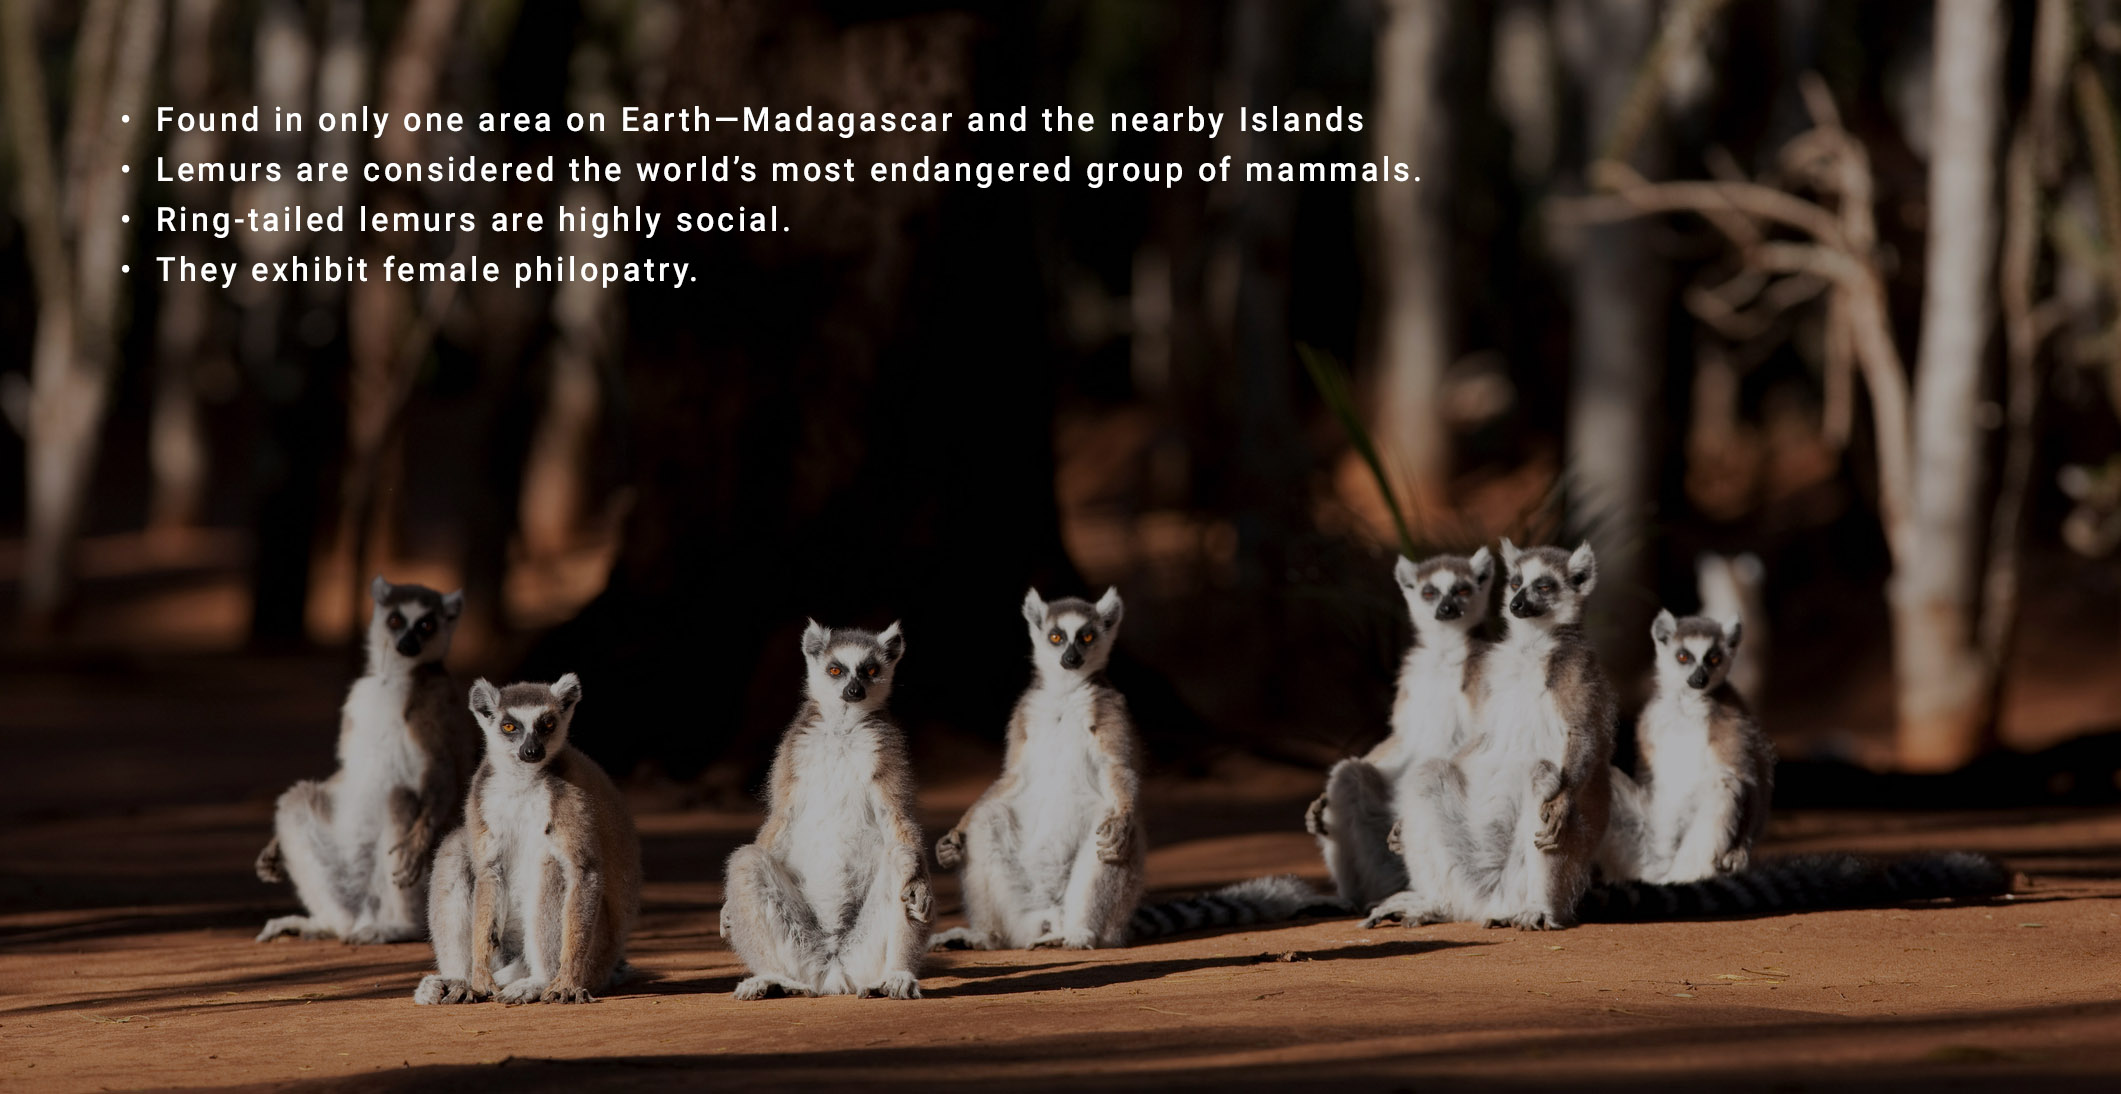 • Found in only one area on Earth—Madagascar and the nearby Islands
• Lemurs are considered the world’s most endangered group of mammals.
• Ring-tailed lemurs are highly social.
• They exhibit female philopatry.